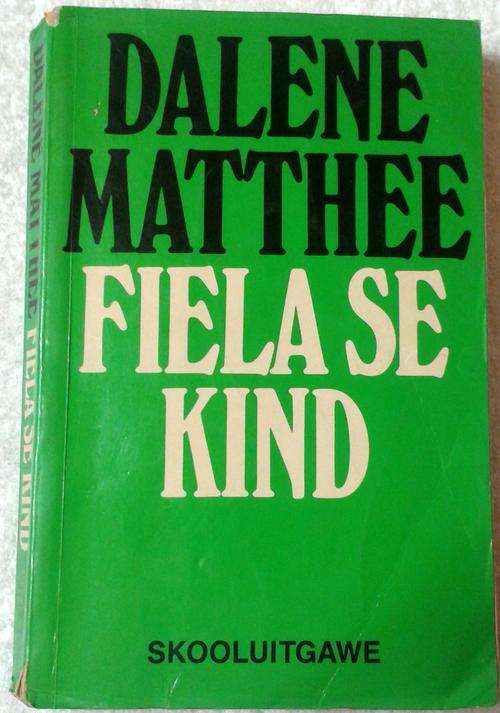 DALENE
MATTHEE
FIELA SE
KIND
SKOOLUITGAWE
DALENE MATTHEE FIELA SE KIND